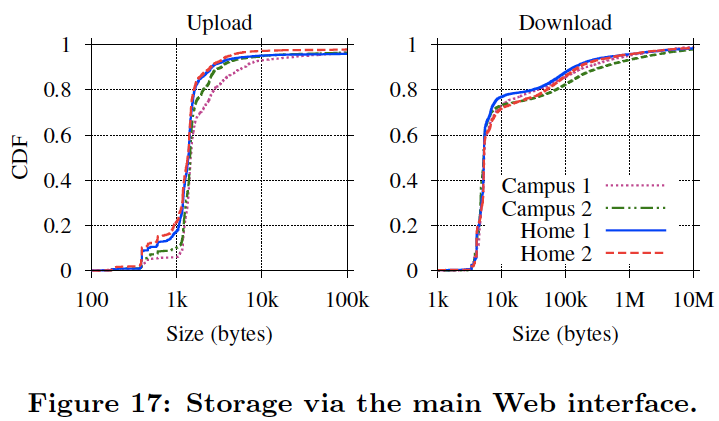 Upload
Download
CDF
1
0.8
0.6
0.4
0.2
0
100
1k
10k
100k
Size (bytes)
1
0.8
0.6
0.4
0.2
0
Campus 1
Campus 2
Home 1
Home 2
1k
10k
100k
1M
10M
Size (bytes)
Figure 17: Storage via the main Web interface.